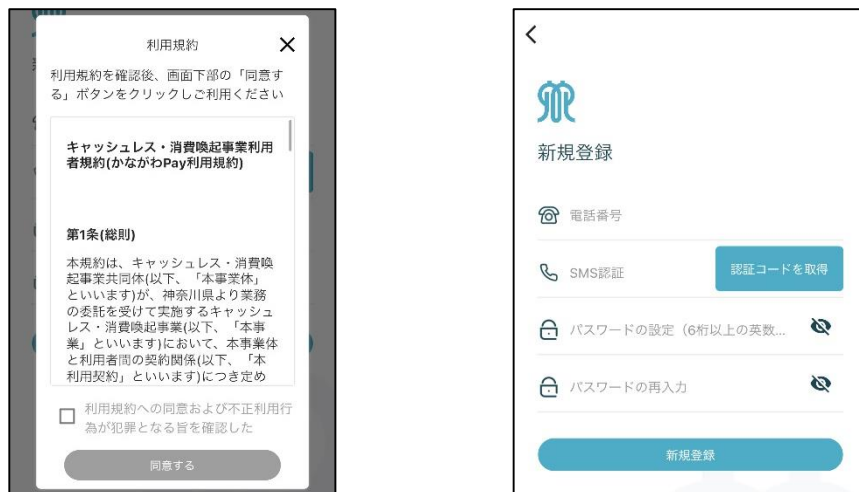 利用規約
利用規約を確認後、画面下部の「同意す
る」ボタンをクリックしご利用ください
キャッシュレス・消費喚起事業利用
者規約(かながわPay利用規約)
第1条(総則)
本規約は、キャッシュレス・消費喚
起事業共同体(以下、「本事業体」
といいます)が、神奈川県より業務
の委託を受けて実施するキャッシュ
レス・消費喚起事業(以下、「本事
業」といいます)において、本事業体
と利用者間の契約関係(以下、「本
利用契約」といいます)につき定め
利用規約への同意および不正利用行
為が犯罪となる旨を確認した
同意する
新規登録
電話番号
SMS認証
認証コードを取得
パスワードの設定（6桁以上の英数...
パスワードの再入力
新規登録